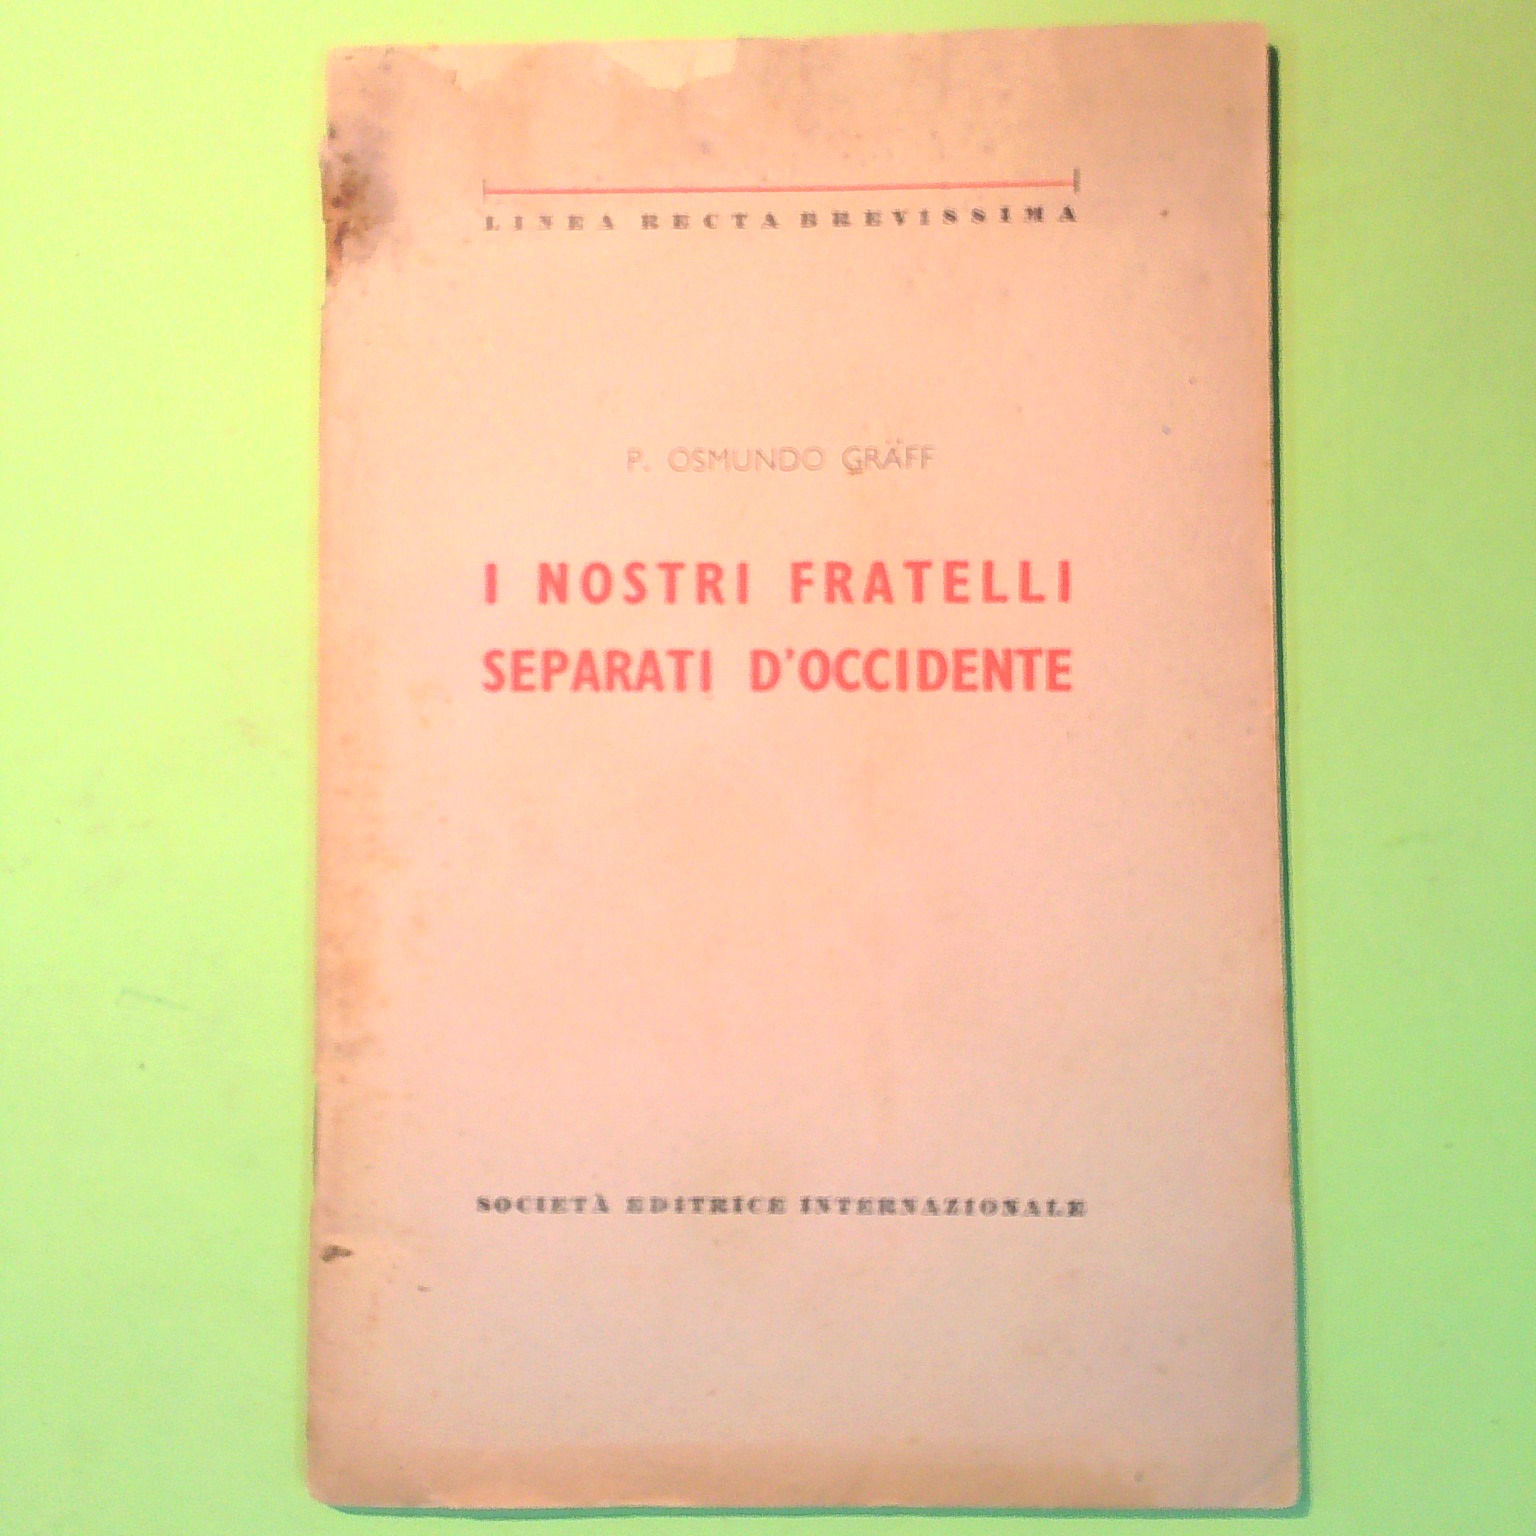 LINEA RECTA BREVISSIMA
P. OSMUNDO GRÄFF
I NOSTRI FRATELLI
SEPARATI D'OCCIDENTE
SOCIETÀ EDITRICE INTERNAZIONALE